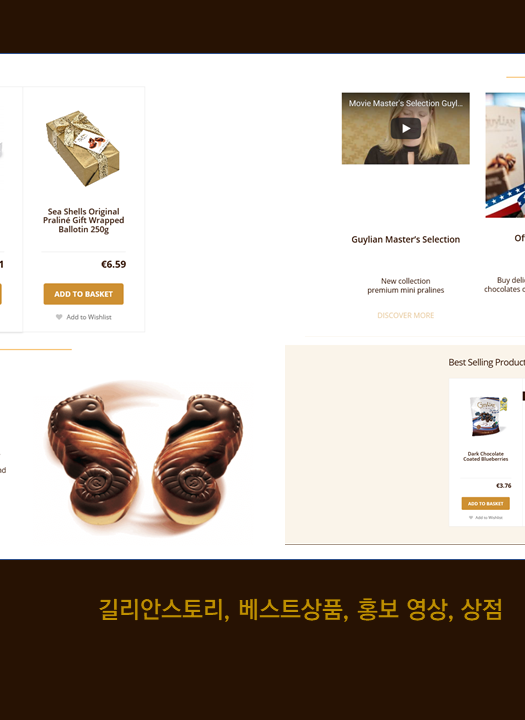 Sea Shells Original
Praliné Gift Wrapped
Ballotin 250g
1
€6.59
ADD TO BASKET
Add to Wishlist
Movie Master's Selection Guyl...
Guylian Master's Selection
New collection
premium mini pralines
DISCOVER MORE
Of
Buy deli
chocolates
Best Selling Product
Dark Chocolate
Coated Blueberries
€3.76
ADD TO BASKET
Add to Wishlist
ad
길리안스토리, 베스트상품, 홍보 영상, 상점